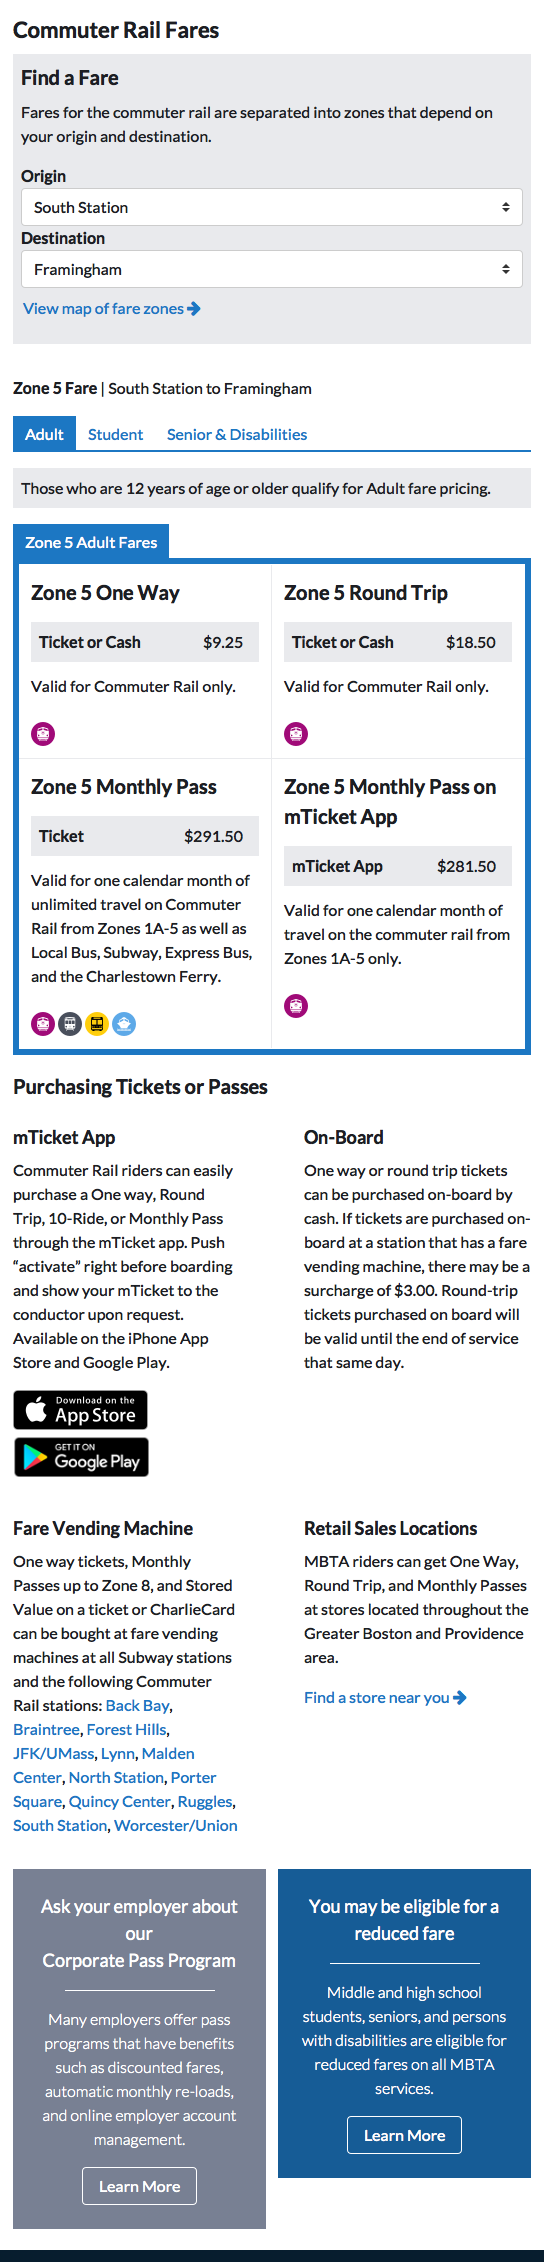 Commuter Rail Fares
Find a Fare
Fares for the commuter rail are separated into zones that depend on
your origin and destination.
Origin
South Station
Destination
Framingham
View map of fare zones
Zone 5 Fare | South Station to Framingham
Adult Student Senior & Disabilities
Those who are 12 years of age or older qualify for Adult fare pricing.
Zone 5 Adult Fares
Zone 5 One Way
Ticket or Cash $9.25
Valid for Commuter Rail only.
Zone 5 Round Trip
Ticket or Cash $18.50
Valid for Commuter Rail only.
Zone 5 Monthly Pass
Ticket $291.50
Valid for one calendar month of
unlimited travel on Commuter
Rail from Zones 1A-5 as well as
Local Bus, Subway, Express Bus,
and the Charlestown Ferry.
Zone 5 Monthly Pass on
mTicket App
mTicket App $281.50
Valid for one calendar month of
travel on the commuter rail from
Zones 1A-5 only.
Purchasing Tickets or Passes
mTicket App
Commuter Rail riders can easily
purchase a One way, Round
Trip, 10-Ride, or Monthly Pass
through the mTicket app. Push
“activate” right before boarding
and show your mTicket to the
conductor upon request.
Available on the iPhone App
Store and Google Play.
Download on the
App Store
GET IT ON
Google Play
On-Board
One way or round trip tickets
can be purchased on-board by
cash. If tickets are purchased on-
board at a station that has a fare
vending machine, there may be a
surcharge of $3.00. Round-trip
tickets purchased on board will
be valid until the end of service
that same day.
Fare Vending Machine
One way tickets, Monthly
Passes up to Zone 8, and Stored
Value on a ticket or CharlieCard
can be bought at fare vending
machines at all Subway stations
and the following Commuter
Rail stations: Back Bay,
Braintree, Forest Hills,
JFK/UMass, Lynn, Malden
Center, North Station, Porter
Square, Quincy Center, Ruggles,
South Station, Worcester/Union
Retail Sales Locations
MBTA riders can get One Way,
Round Trip, and Monthly Passes
at stores located throughout the
Greater Boston and Providence
area.
Find a store near you
Ask your employer about
our
Corporate Pass Program
Many employers offer pass
programs that have benefits
such as discounted fares,
automatic monthly re-loads,
and online employer account
management.
Learn More
You may be eligible for a
reduced fare
Middle and high school
students, seniors, and persons
with disabilities are eligible for
reduced fares on all MBTA
services.
Learn More